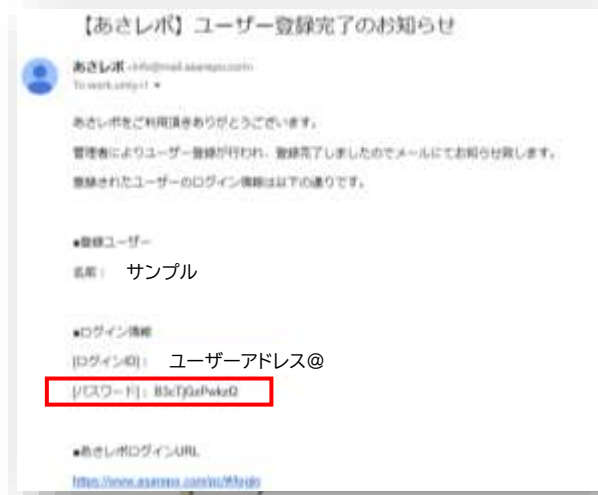 【あさレポ】ユーザー登録完了のお知らせ
あさレポ
あさレポをご利用頂きありがとうございます。
管理者によりユーザー登録が行われ、登録完了しましたのでメールにてお知らせ致します。
登録されたユーザーのログイン情報は以下の通りです。
■登録ユーザー
名前： サンプル
■ログイン情報
[ログインID]： ユーザーアドレス@
[パスワード]：
■あさレポログインURL